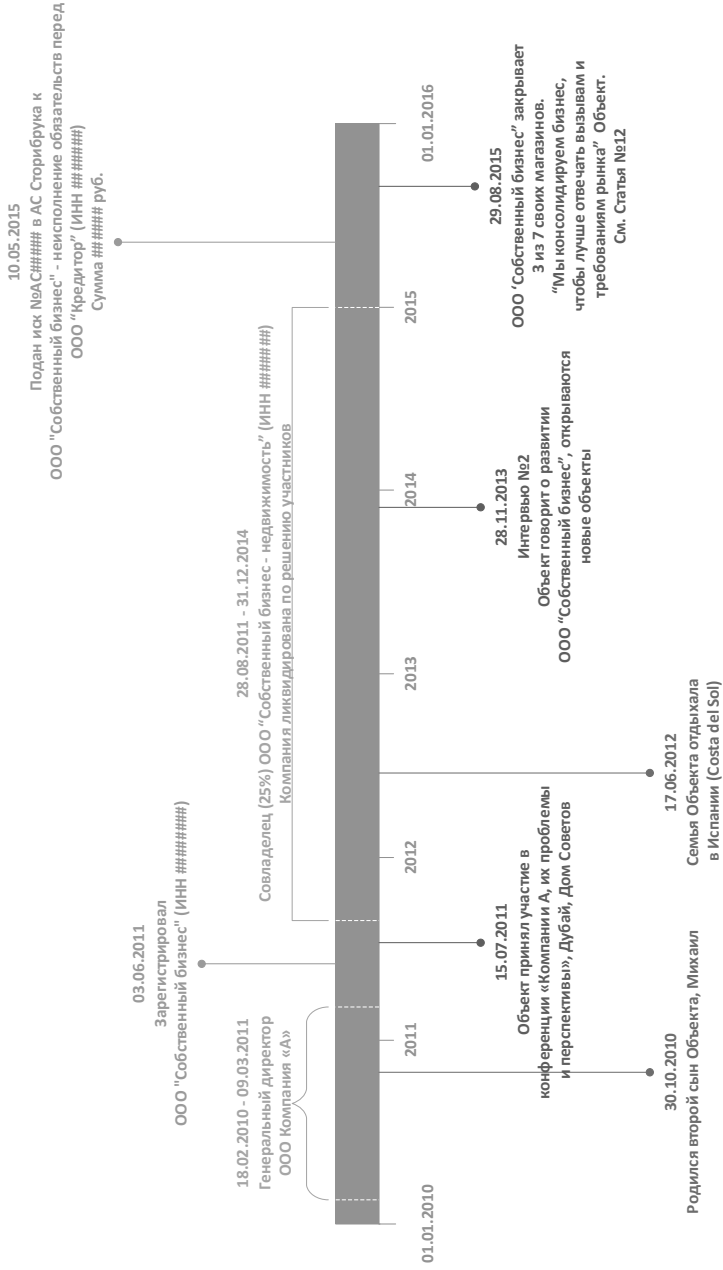 10.05.2015
Подан иск №АС##### в АС Сторибрука к
ООО "Собственный бизнес" - неисполнение обязательств перед
ООО "Кредитор" (ИНН ########)
Сумма ###### руб.
28.08.2011 - 31.12.2014
Совладелец (25%) ООО "Собственный бизнес - недвижимость" (ИНН ########)
Компания ликвидирована по решению участников
03.06.2011
Зарегистрировал
ООО "Собственный бизнес" (ИНН #########)
18.02.2010 - 09.03.2011
Генеральный директор
ООО Компания «А»
01.01.2010
2011
2012
2013
2014
2015
01.01.2016
30.10.2010
Родился второй сын Объекта, Михаил
15.07.2011
Объект принял участие в
конференции «Компании А, их проблемы
и перспективы», Дубай, Дом Советов
17.06.2012
Семья Объекта отдыхала
в Испании (Costa del Sol)
28.11.2013
Интервью №2
Объект говорит о развитии
ООО "Собственный бизнес", открываются
новые объекты
29.08.2015
ООО ‘Собственный бизнес” закрывает
3 из 7 своих магазинов.
“Мы консолидируем бизнес,
чтобы лучше отвечать вызывам и
требованиям рынка” Объект.
См. Статья №12